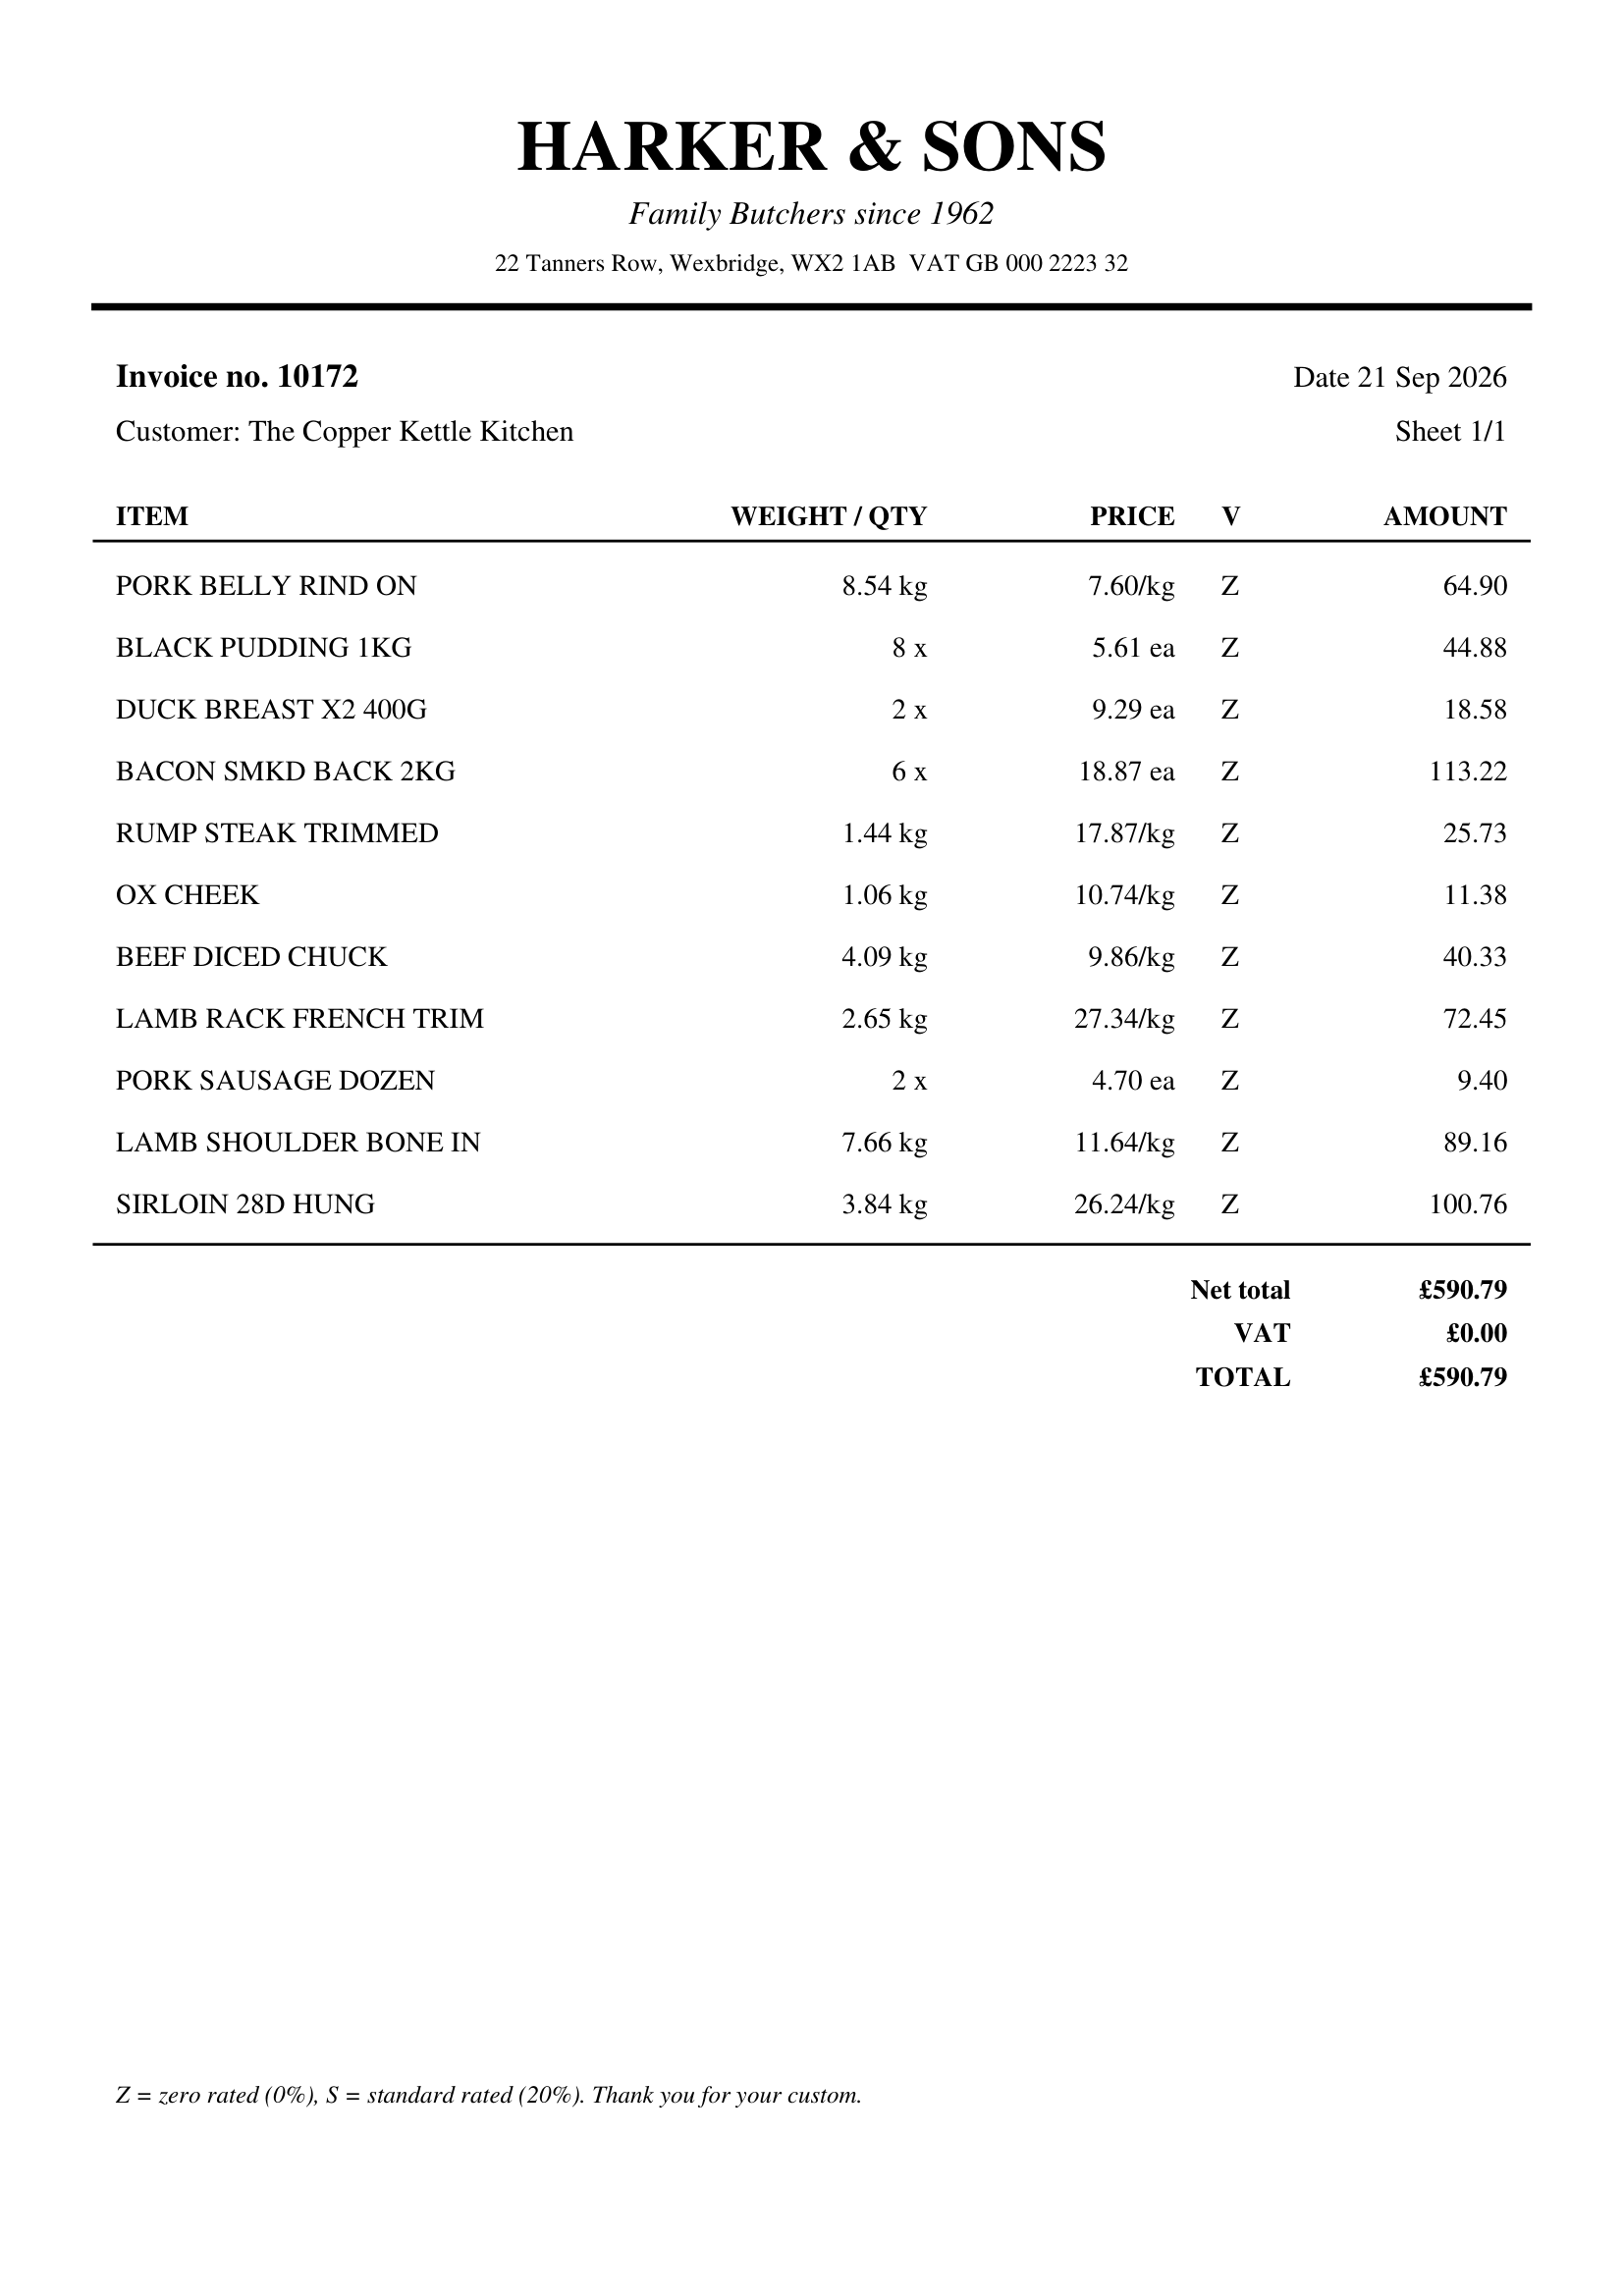 HARKER & SONS
Family Butchers since 1962
22 Tanners Row, Wexbridge, WX2 1AB  VAT GB 000 2223 32
Invoice no. 10172 Date 21 Sep 2026
Customer: The Copper Kettle Kitchen Sheet 1/1
ITEM WEIGHT / QTY PRICE V AMOUNT
PORK BELLY RIND ON 8.54 kg 7.60/kg Z 64.90
BLACK PUDDING 1KG 8 x 5.61 ea Z 44.88
DUCK BREAST X2 400G 2 x 9.29 ea Z 18.58
BACON SMKD BACK 2KG 6 x 18.87 ea Z 113.22
RUMP STEAK TRIMMED 1.44 kg 17.87/kg Z 25.73
OX CHEEK 1.06 kg 10.74/kg Z 11.38
BEEF DICED CHUCK 4.09 kg 9.86/kg Z 40.33
LAMB RACK FRENCH TRIM 2.65 kg 27.34/kg Z 72.45
PORK SAUSAGE DOZEN 2 x 4.70 ea Z 9.40
LAMB SHOULDER BONE IN 7.66 kg 11.64/kg Z 89.16
SIRLOIN 28D HUNG 3.84 kg 26.24/kg Z 100.76
Net total £590.79
VAT £0.00
TOTAL £590.79
Z = zero rated (0%), S = standard rated (20%). Thank you for your custom.